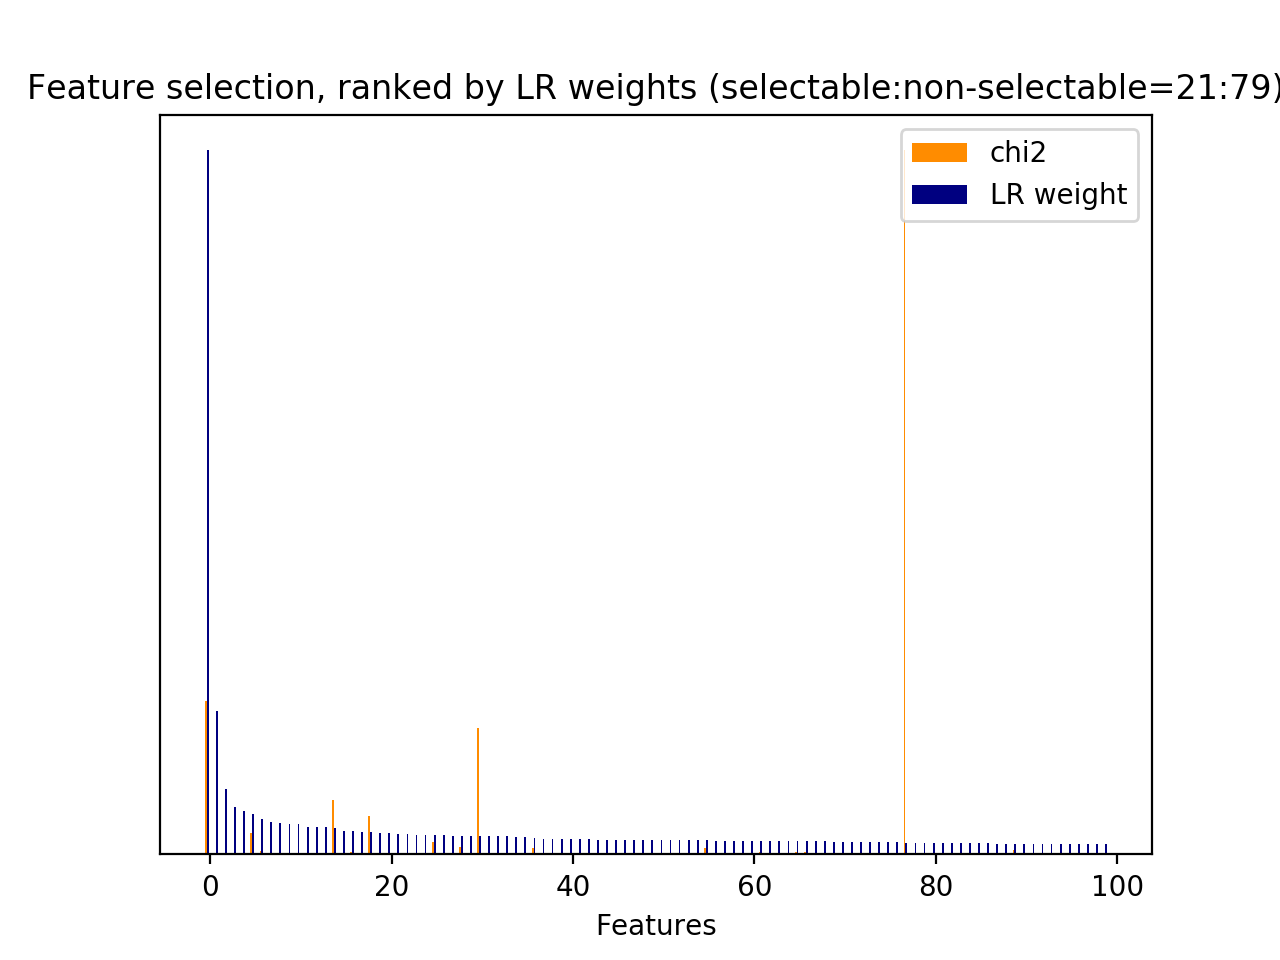 Feature selection, ranked by LR weights (selectable:non-selectable=21:79)
chi2
LR weight
0 20 40 60 80 100
Features